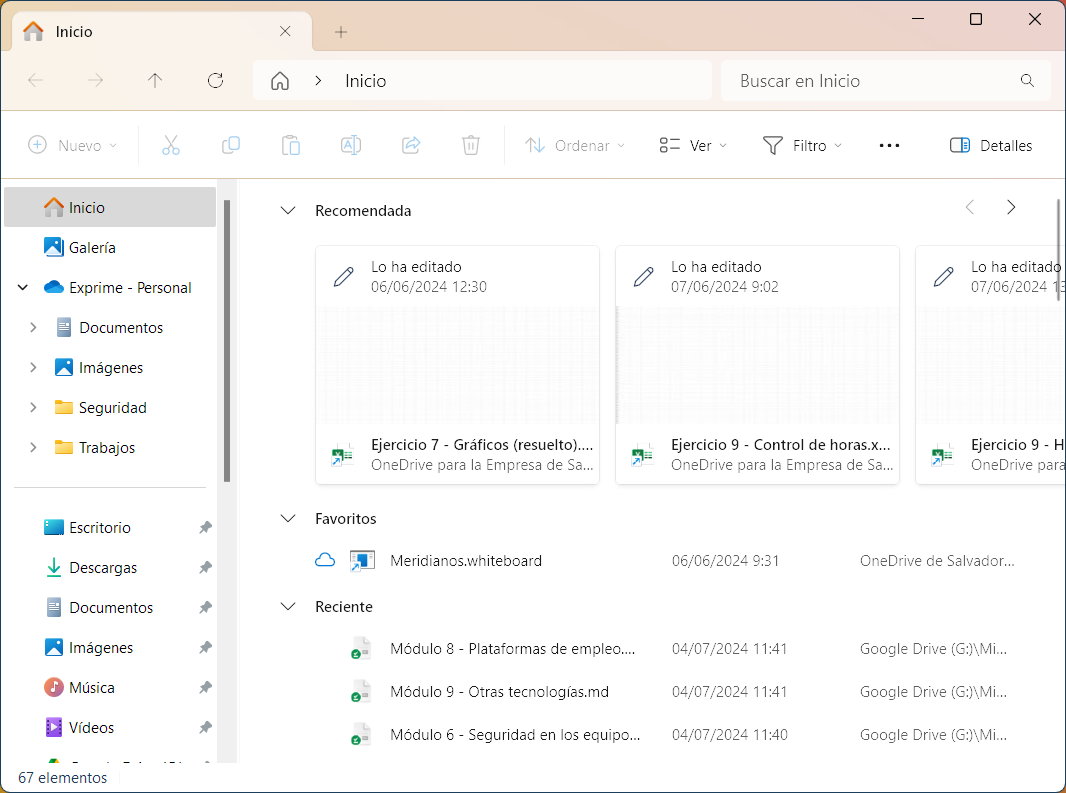 Inicio
Inicio
Buscar en Inicio
Nuevo
Ordenar
Ver
Filtro
Detalles
Inicio
Galería
Exprime - Personal
Documentos
Imágenes
Seguridad
Trabajos
Escritorio
Descargas
Documentos
Imágenes
Música
Vídeos
67 elementos
Recomendada
Lo ha editado
06/06/2024 12:30
Ejercicio 7 - Gráficos (resuelto)....
OneDrive para la Empresa de Sa...
Lo ha editado
07/06/2024 9:02
Ejercicio 9 - Control de horas.x...
OneDrive para la Empresa de Sa...
Lo ha editado
07/06/2024
Ejercicio 9 - H
OneDrive para
Favoritos
Meridianos.whiteboard 06/06/2024 9:31 OneDrive de Salvador...
Reciente
Módulo 8 - Plataformas de empleo.... 04/07/2024 11:41 Google Drive (G:)\Mi...
Módulo 9 - Otras tecnologías.md 04/07/2024 11:41 Google Drive (G:)\Mi...
Módulo 6 - Seguridad en los equipo... 04/07/2024 11:40 Google Drive (G:)\Mi...